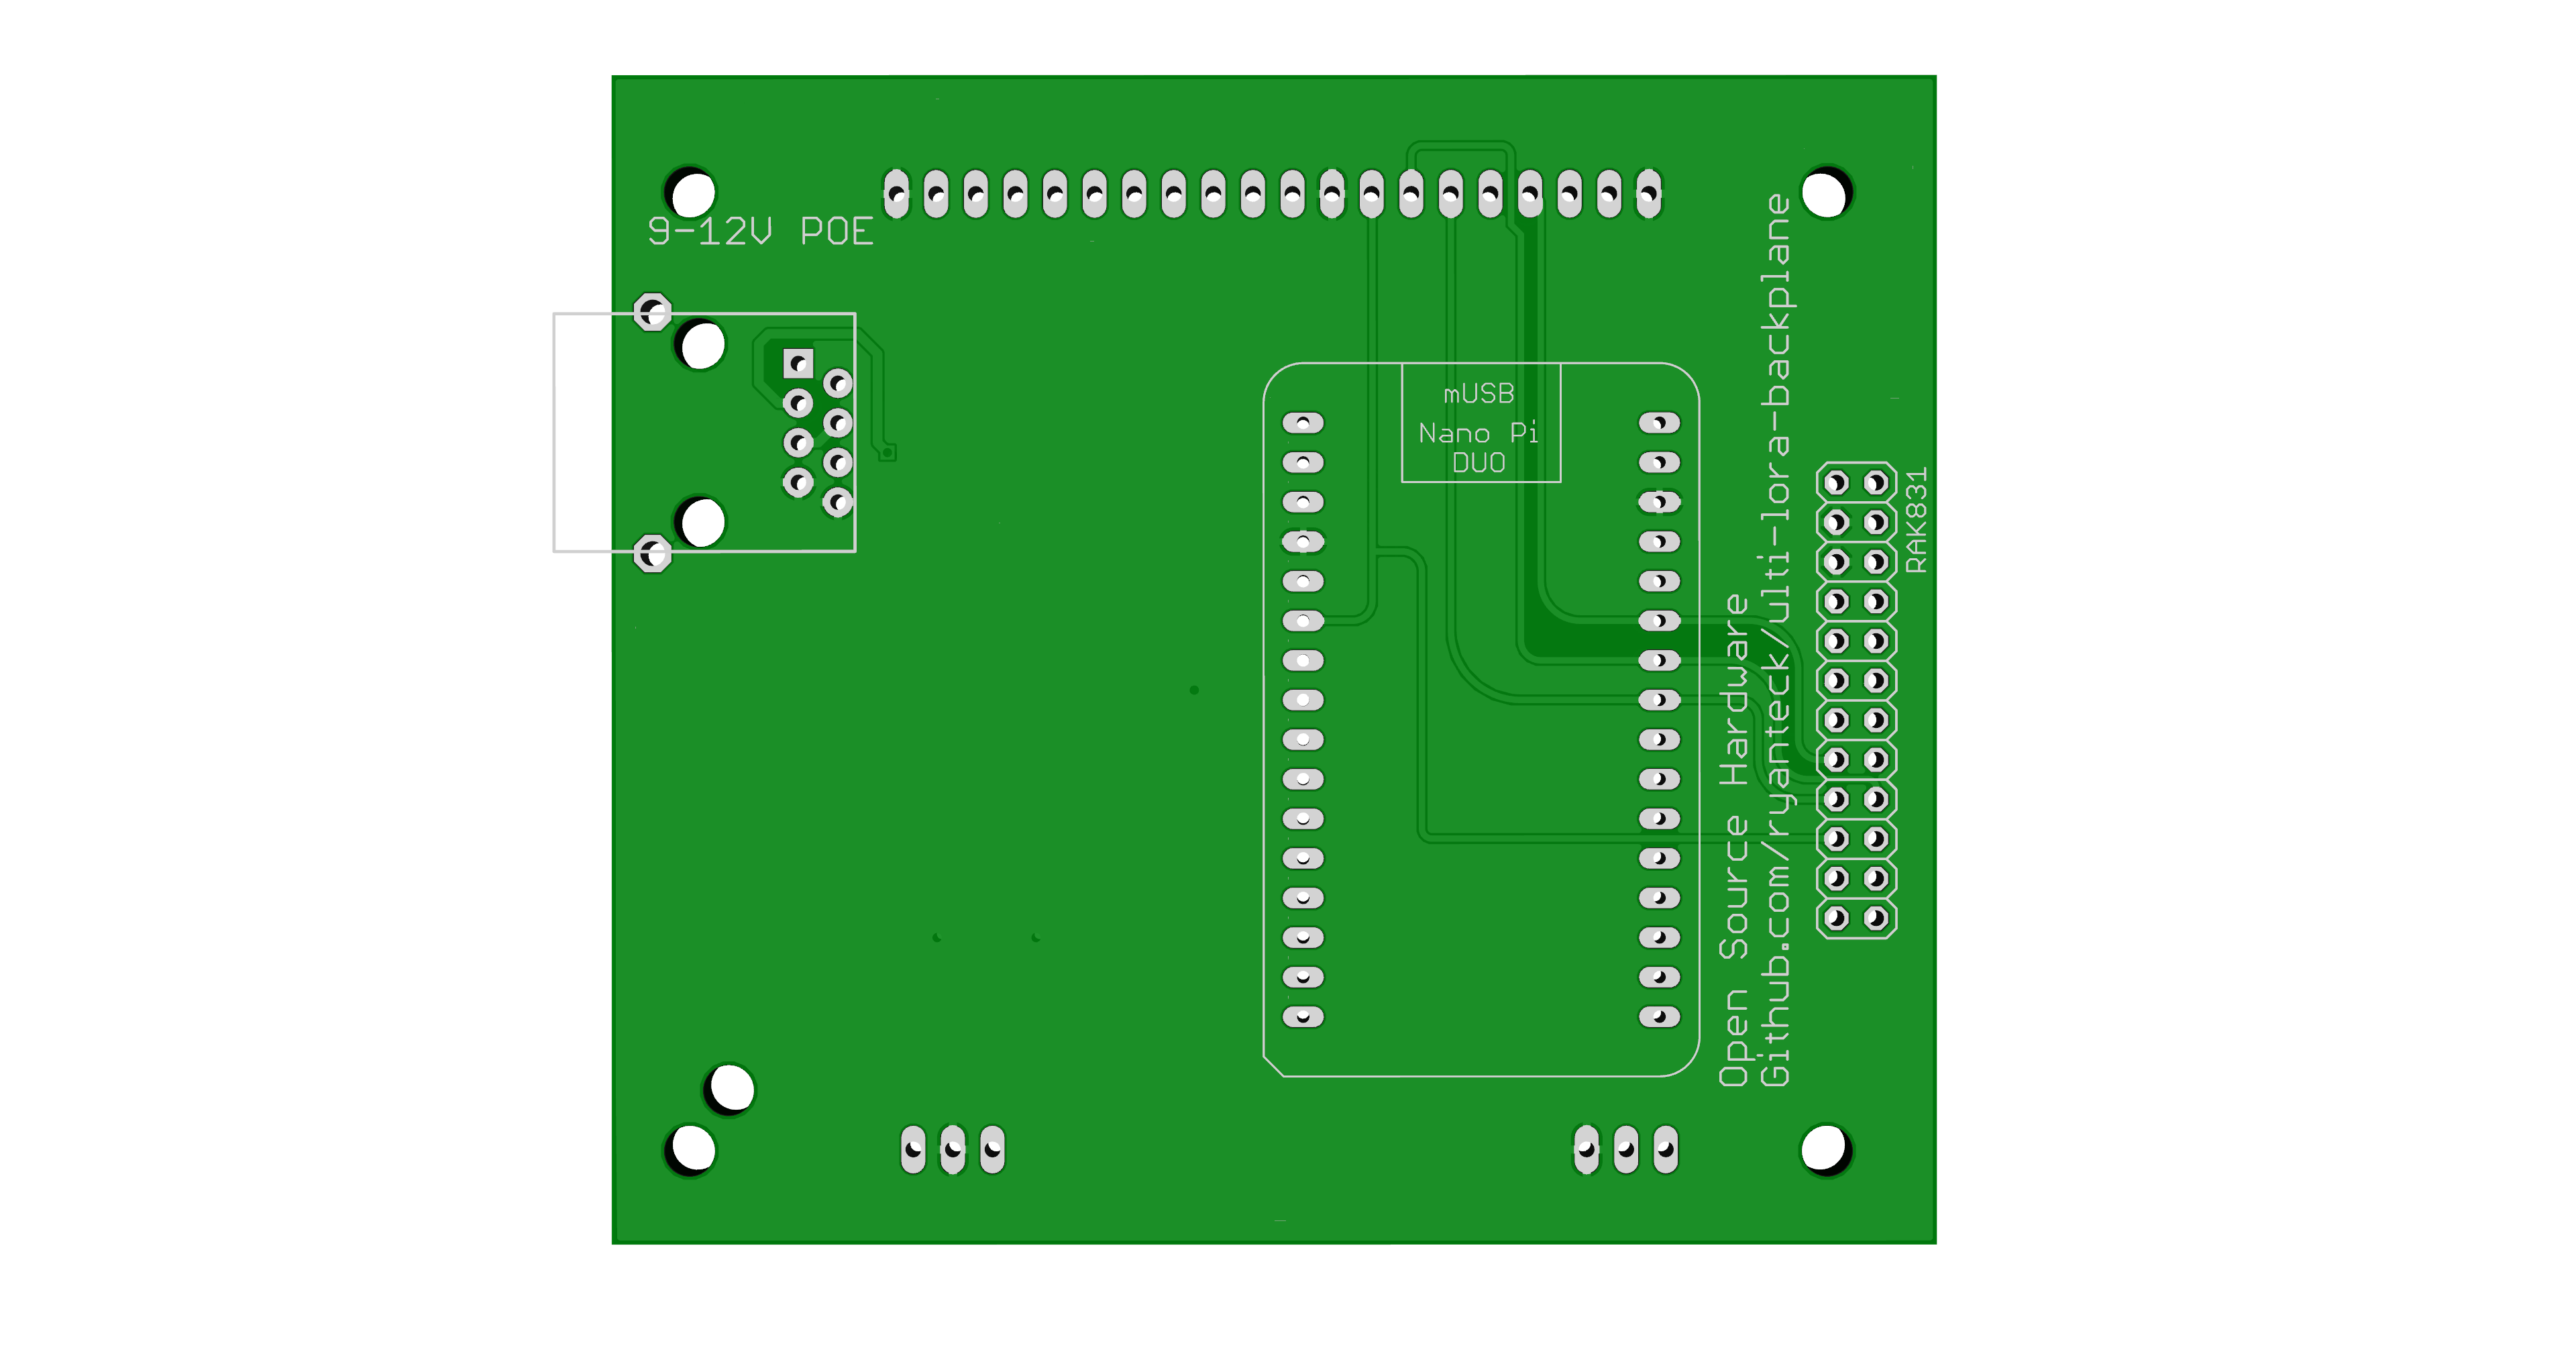 9-12V POE
mUSB
Nano Pi
DUO
RAK831
Open Source Hardware
Github.com/ryanteck/ulti-lora-backplane